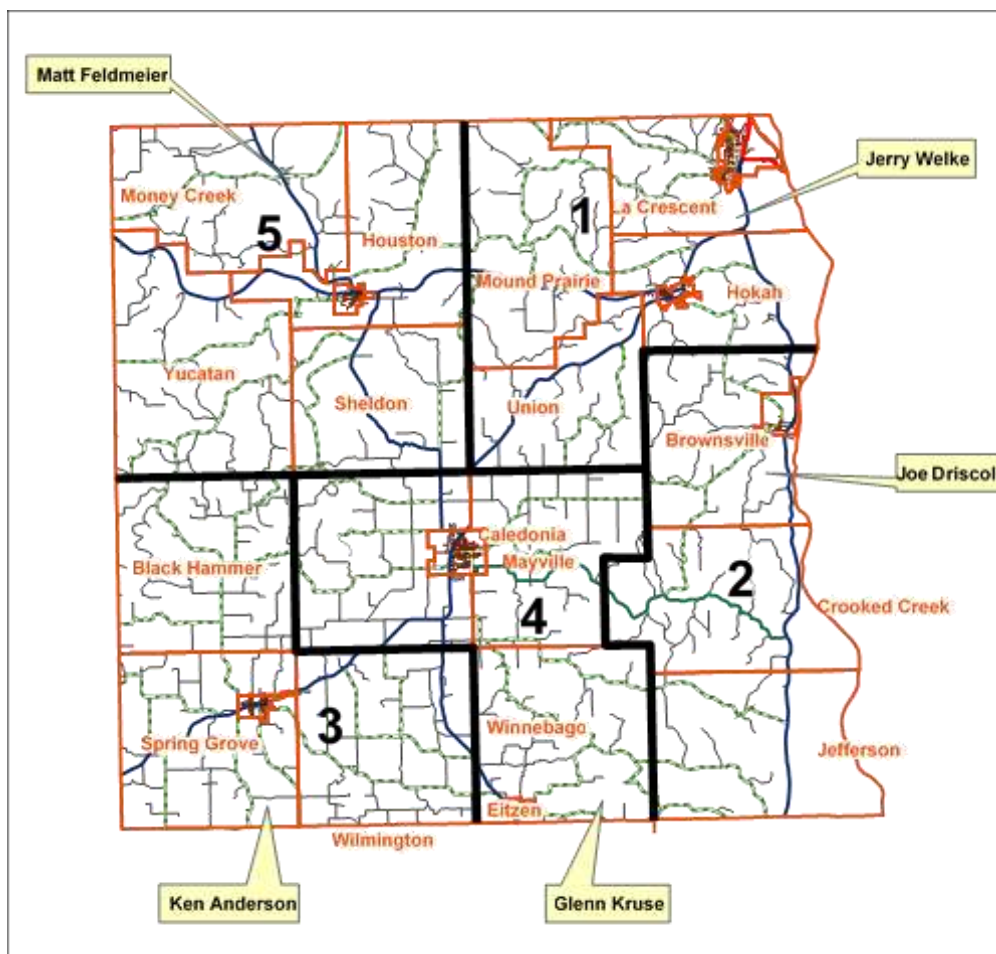 Matt Feldmeier
Jerry Welke
Money Creek
La Crescent
1
5
Houston
Mound Prairie
Hokah
Yucatan
Sheldon
Union
Brownsville
Joe Driscol
Caledonia
Mayville
Black Hammer
2
Crooked Creek
4
3
Winnebago
Spring Grove
Jefferson
Eitzen
Wilmington
Ken Anderson
Glenn Kruse